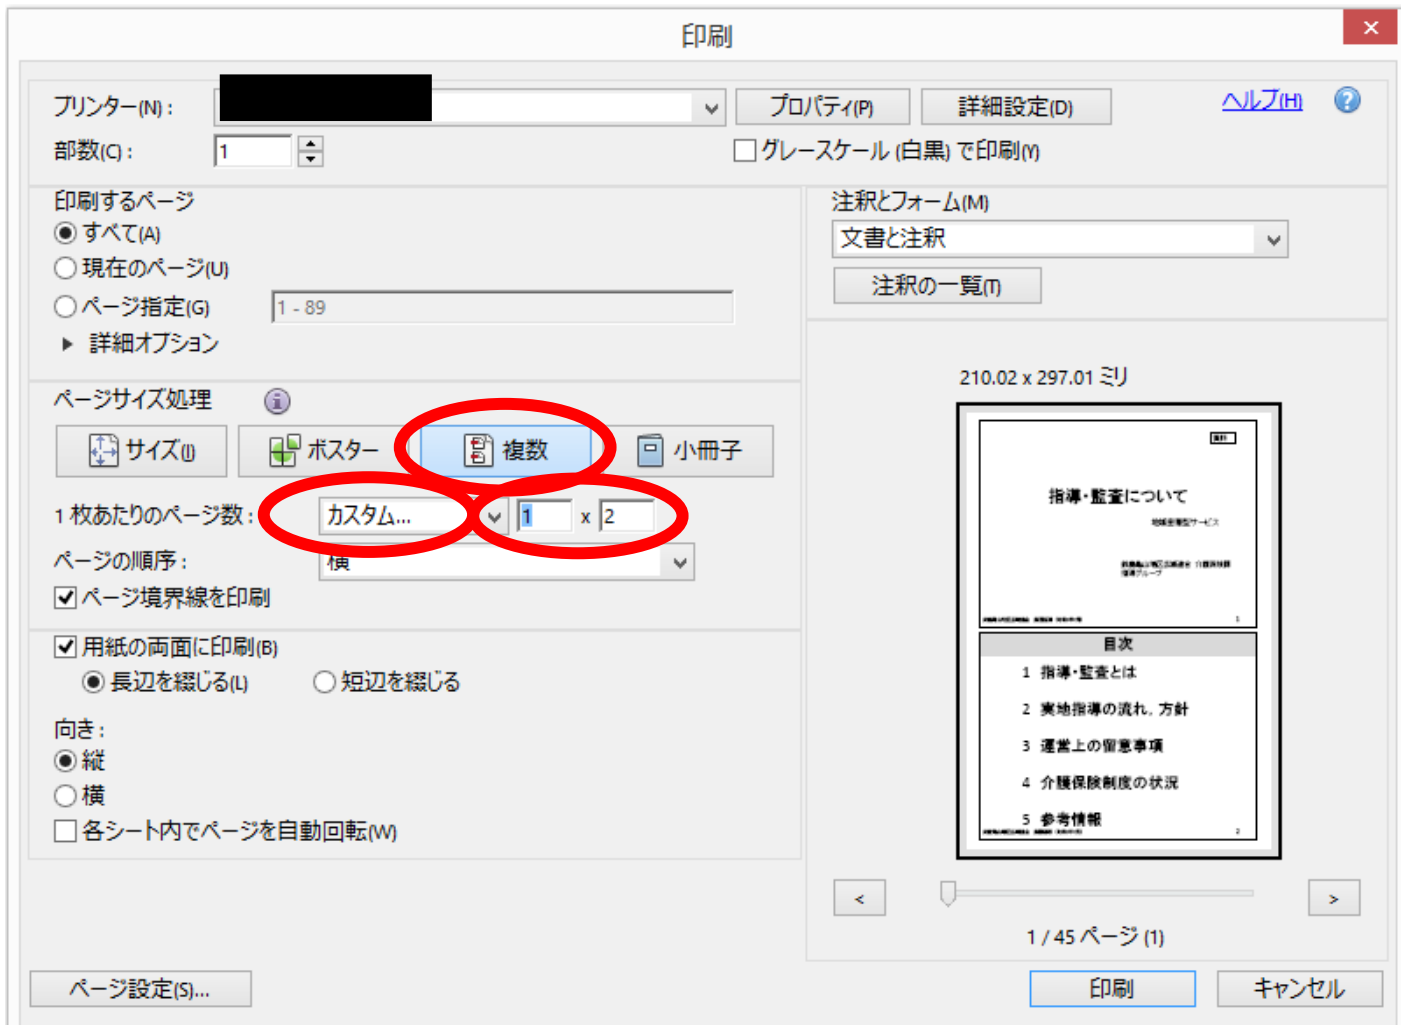 印刷
プリンター(N) :
プロパティ(P)
詳細設定(D)
ヘルプ(H)
部数(C) :
1
グレースケール (白黒) で印刷(Y)
印刷するページ
すべて(A)
現在のページ(U)
ページ指定(G)
1 - 89
詳細オプション
注釈とフォーム(M)
文書と注釈
注釈の一覧(T)
ページサイズ処理
サイズ(I)
ポスター
複数
小冊子
1 枚あたりのページ数 :
カスタム...
1
x
2
ページの順序 :
横
ページ境界線を印刷
用紙の両面に印刷(B)
長辺を綴じる(L)
短辺を綴じる
向き :
縦
横
各シート内でページを自動回転(W)
210.02 x 297.01 ミリ
指導・監査について
地域密着型サービス
1
目次
1 指導・監査とは
2 実地指導の流れ，方針
3 運営上の留意事項
4 介護保険制度の状況
5 参考情報
2
<
>
1 / 45 ページ (1)
ページ設定(S)...
印刷
キャンセル